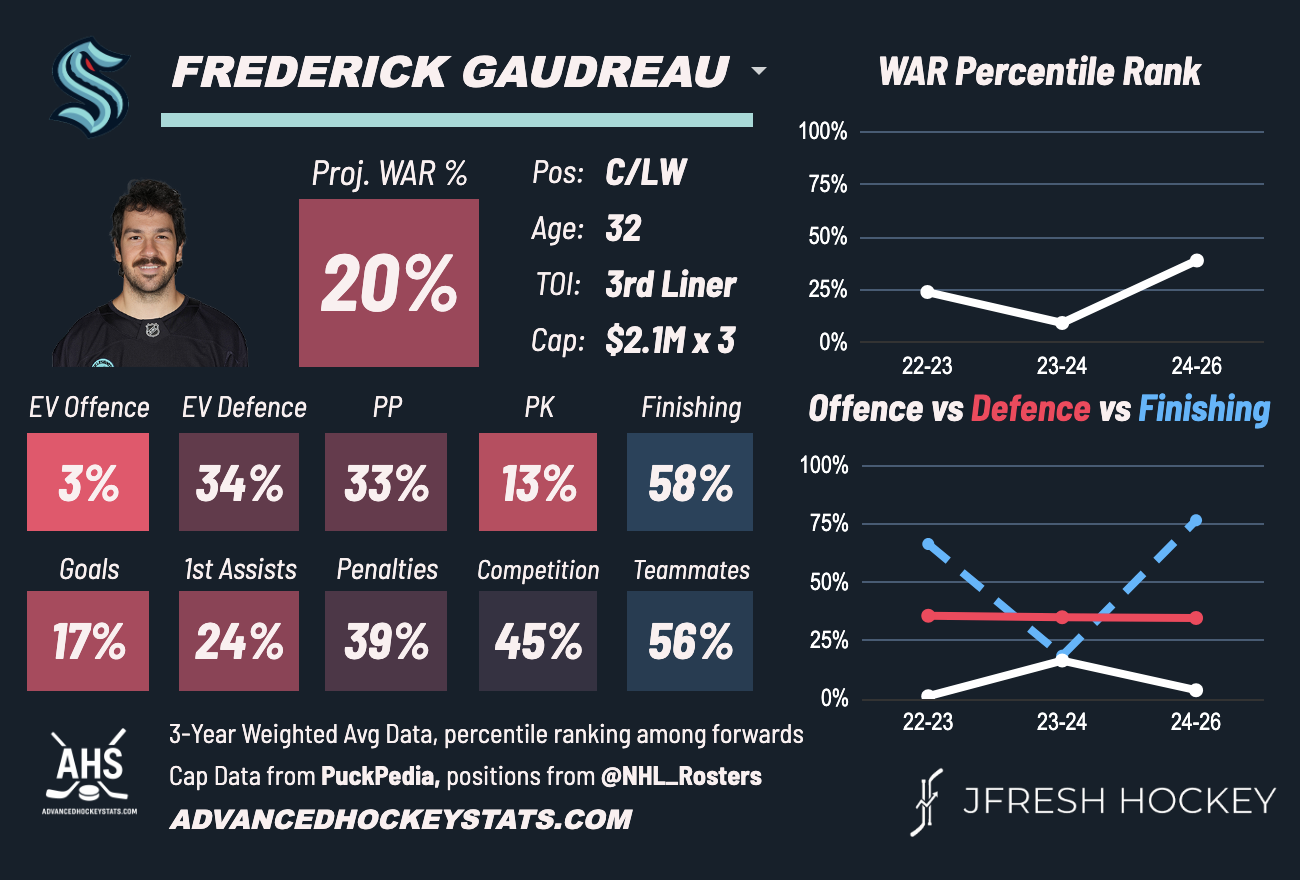 FREDERICK GAUDREAU
Proj. WAR %
20%
Pos: C/LW
Age: 32
TOI: 3rd Liner
Cap: $2.1M x 3
EV Offence EV Defence PP PK Finishing
3% 34% 33% 13% 58%
Goals 1st Assists Penalties Competition Teammates
17% 24% 39% 45% 56%
WAR Percentile Rank
100%
75%
50%
25%
0%
22-23 23-24 24-26
Offence vs Defence vs Finishing
100%
75%
50%
25%
0%
22-23 23-24 24-26
AHS
ADVANCEDHOCKEYSTATS.COM
3-Year Weighted Avg Data, percentile ranking among forwards
Cap Data from PuckPedia, positions from @NHL_Rosters
ADVANCEDHOCKEYSTATS.COM
JFRESH HOCKEY